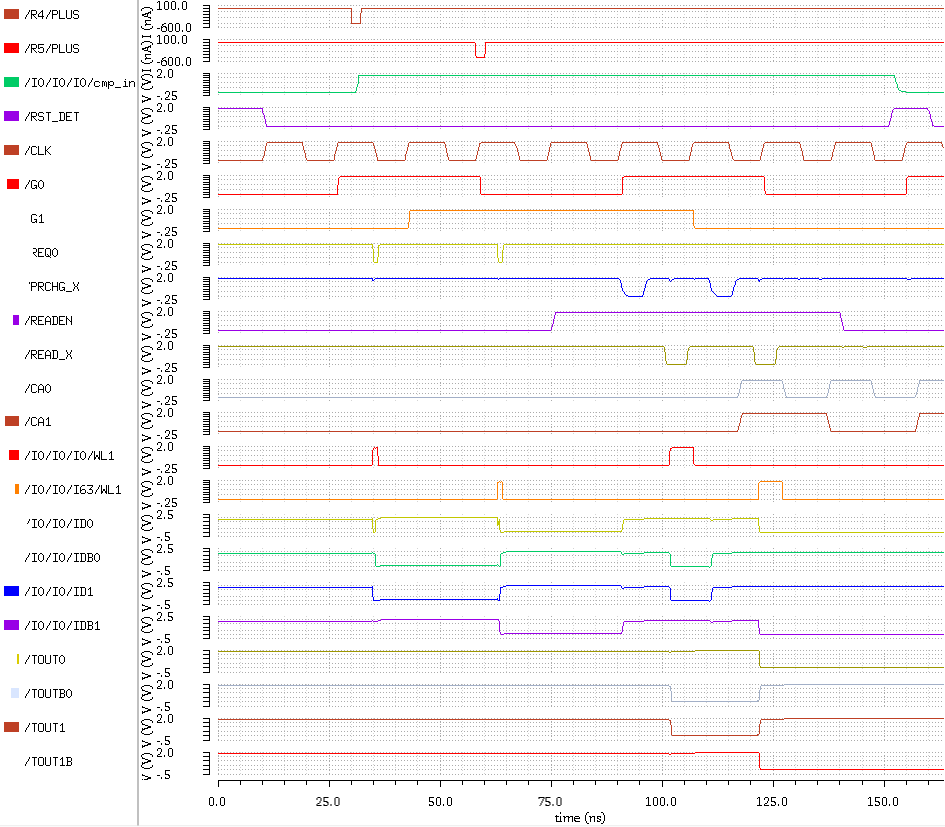 /R4/PLUS I (nA) 100.0 -600.0
/R5/PLUS I (nA) 100.0 -600.0
/IO/IO/IO/cmp_in V (V) 2.0 -.25
/RST_DET V (V) 2.0 -.25
/CLK V (V) 2.0 -.25
/G0 V (V) 2.0 -.25
G1 V (V) 2.0 -.25
REQ0 V (V) 2.0 -.25
PRCHG_X V (V) 2.0 -.25
/READEN V (V) 2.0 -.25
/READ_X V (V) 2.0 -.25
/CA0 V (V) 2.0 -.25
/CA1 V (V) 2.0 -.25
/IO/IO/IO/WL1 V (V) 2.0 -.25
/IO/IO/I63/WL1 V (V) 2.0 -.25
/IO/IO/ID0 V (V) 2.5 -.5
/IO/IO/IDB0 V (V) 2.5 -.5
/IO/IO/ID1 V (V) 2.5 -.5
/IO/IO/IDB1 V (V) 2.5 -.5
/TOUT0 V (V) 2.0 -.5
/TOUTB0 V (V) 2.0 -.5
/TOUT1 V (V) 2.0 -.5
/TOUT1B V (V) 2.0 -.5
0.0 25.0 50.0 75.0 100.0 125.0 150.0
time (ns)